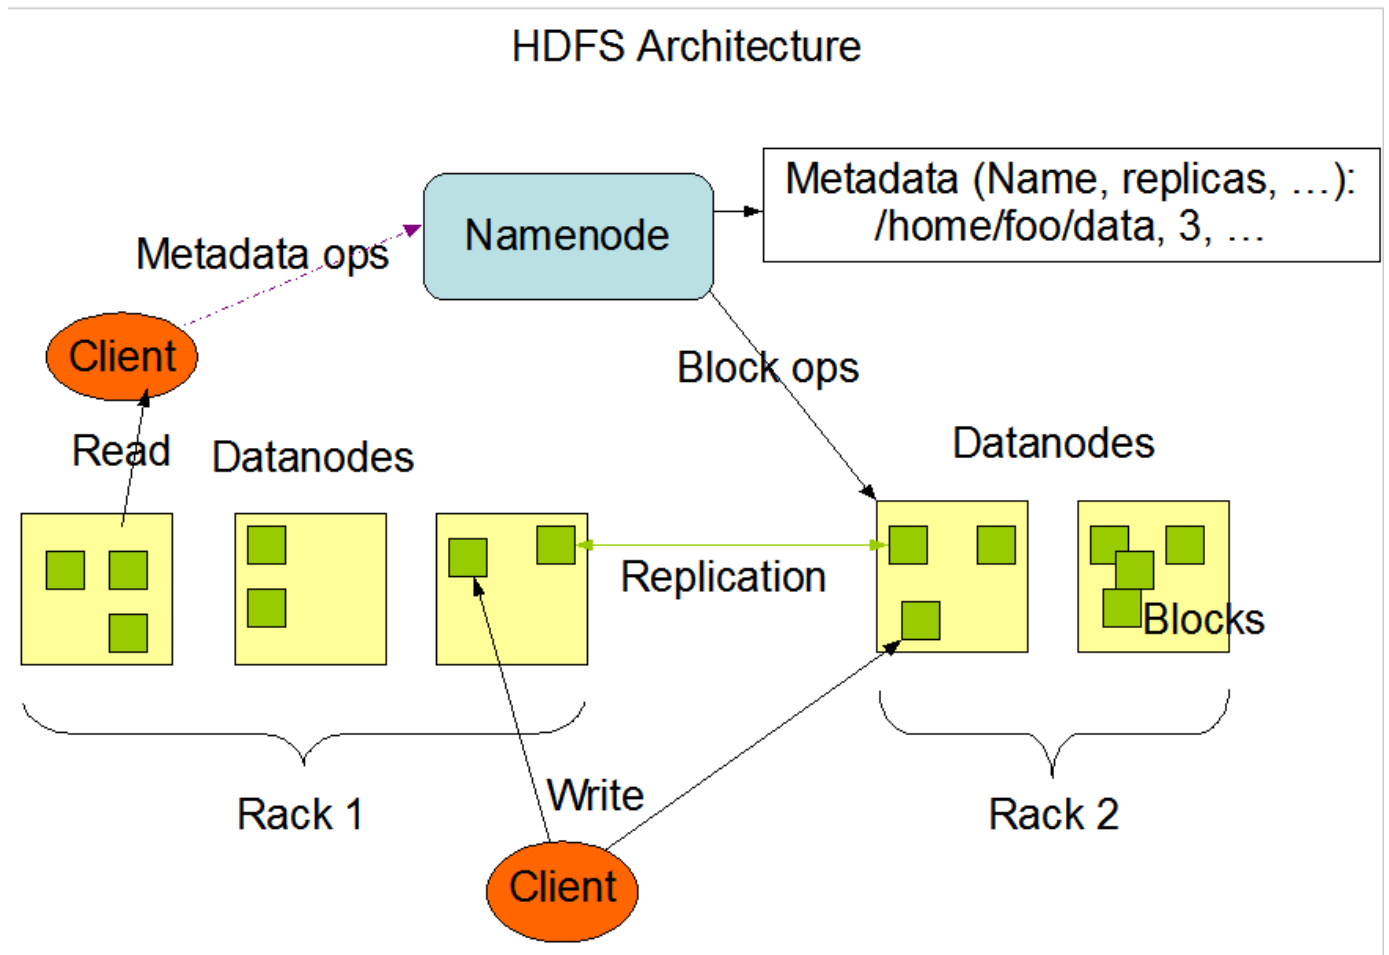 HDFS Architecture
Metadata (Name, replicas, ...):
/home/foo/data, 3, ...
Namenode
Metadata ops
Client
Block ops
Read
Datanodes
Datanodes
Replication
Blocks
Rack 1
Write
Rack 2
Client